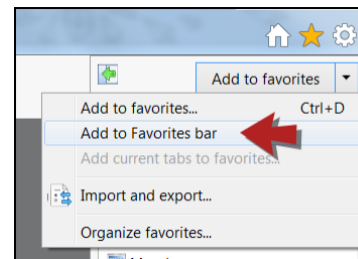 Add to favorites
Add to favorites... Ctrl+D
Add to Favorites bar
Add current tabs to favorites...
Import and export...
Organize favorites...